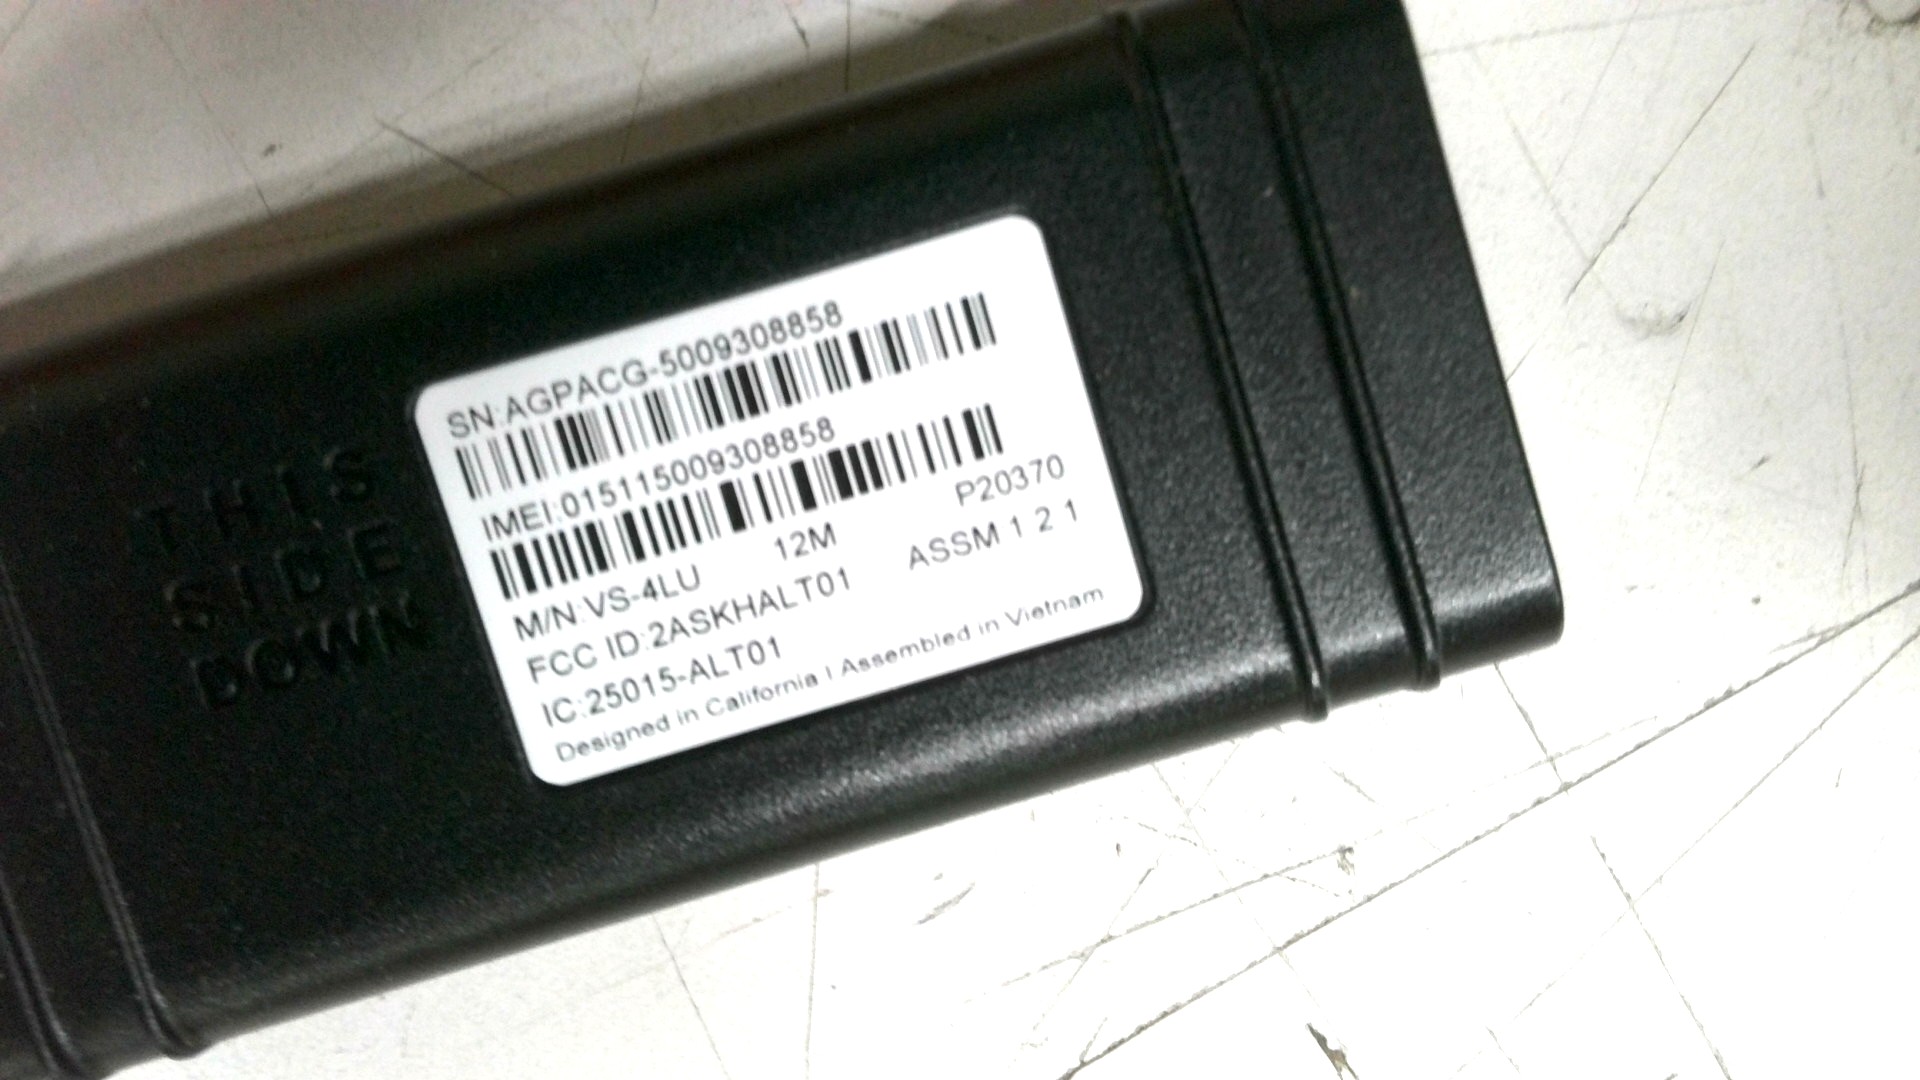 THIS
SIDE
DOWN
SN:AGPACG-5009308858
IMEI:015115009308858
M/N:VS-4LU 12M P20370
FCC ID:2ASKHALT01 ASSM 1 2 1
IC:25015-ALT01
Designed in California | Assembled in Vietnam